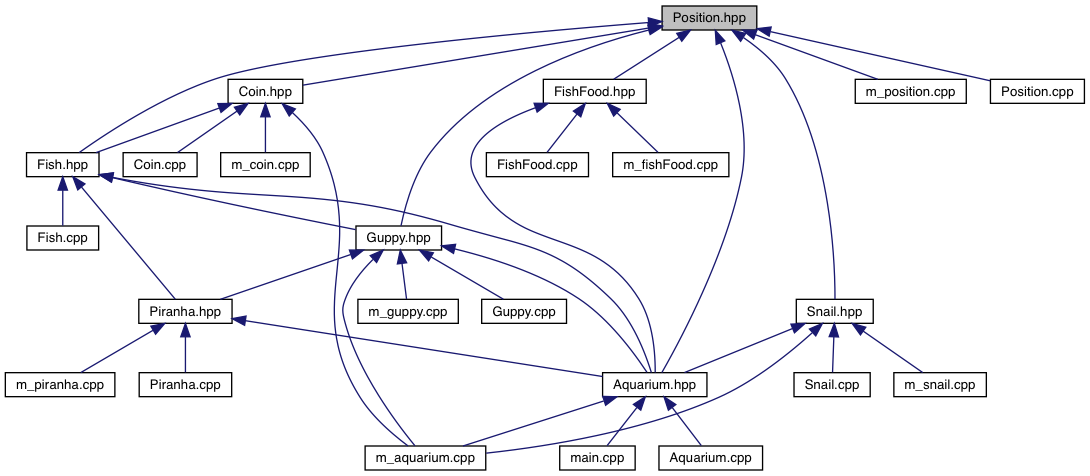 Position.hpp
Coin.hpp
FishFood.hpp
m_position.cpp
Position.cpp
Fish.hpp
Coin.cpp
m_coin.cpp
FishFood.cpp
m_fishFood.cpp
Fish.cpp
Guppy.hpp
Piranha.hpp
m_guppy.cpp
Guppy.cpp
Snail.hpp
m_piranha.cpp
Piranha.cpp
Aquarium.hpp
Snail.cpp
m_snail.cpp
m_aquarium.cpp
main.cpp
Aquarium.cpp